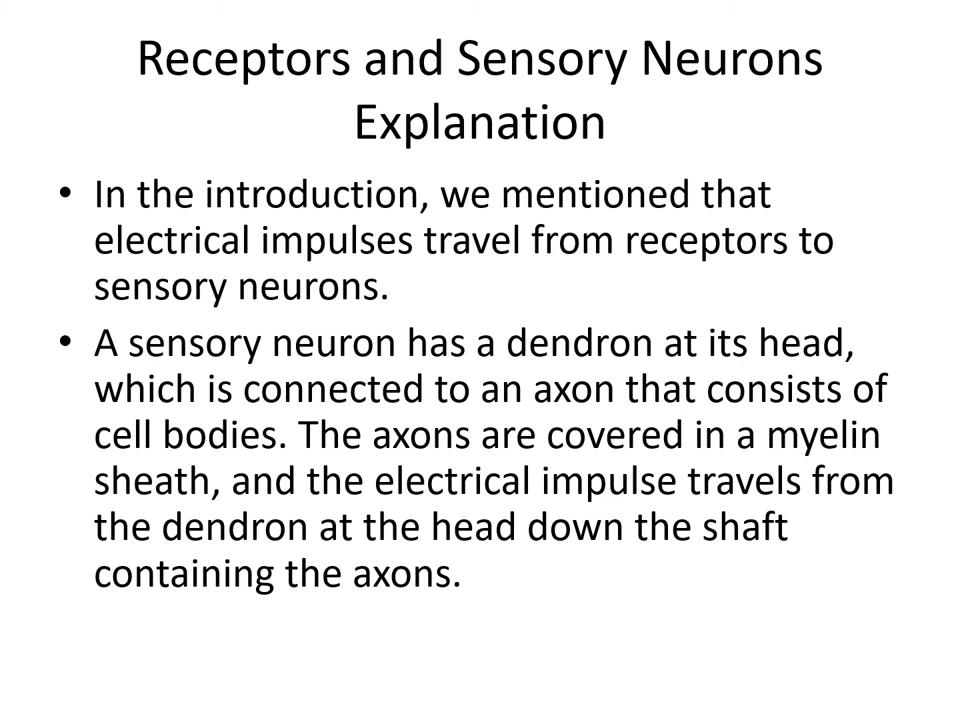 Receptors and Sensory Neurons
Explanation
• In the introduction, we mentioned that
electrical impulses travel from receptors to
sensory neurons.
• A sensory neuron has a dendron at its head,
which is connected to an axon that consists of
cell bodies. The axons are covered in a myelin
sheath, and the electrical impulse travels from
the dendron at the head down the shaft
containing the axons.